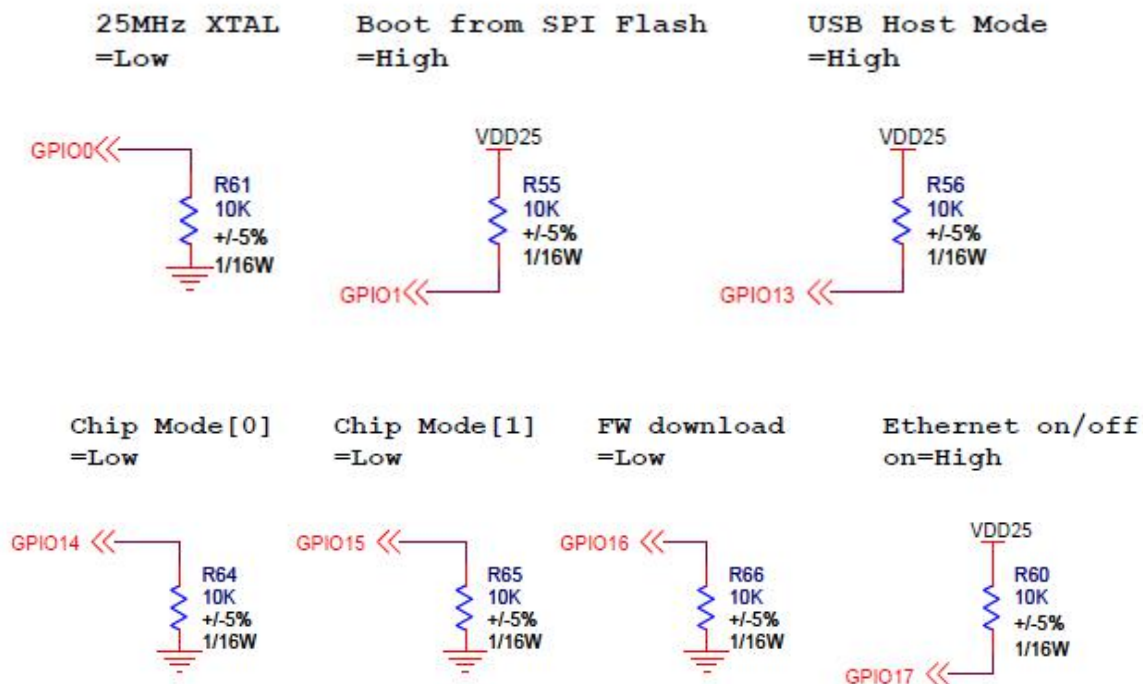 25MHz XTAL
=Low
Boot from SPI Flash
=High
USB Host Mode
=High
GPIO0
R61
10K
+/-5%
1/16W
VDD25
R55
10K
+/-5%
1/16W
GPIO1
VDD25
R56
10K
+/-5%
1/16W
GPIO13
Chip Mode[0]
=Low
Chip Mode[1]
=Low
FW download
=Low
Ethernet on/off
on=High
GPIO14
R64
10K
+/-5%
1/16W
GPIO15
R65
10K
+/-5%
1/16W
GPIO16
R66
10K
+/-5%
1/16W
VDD25
R60
10K
+/-5%
1/16W
GPIO17